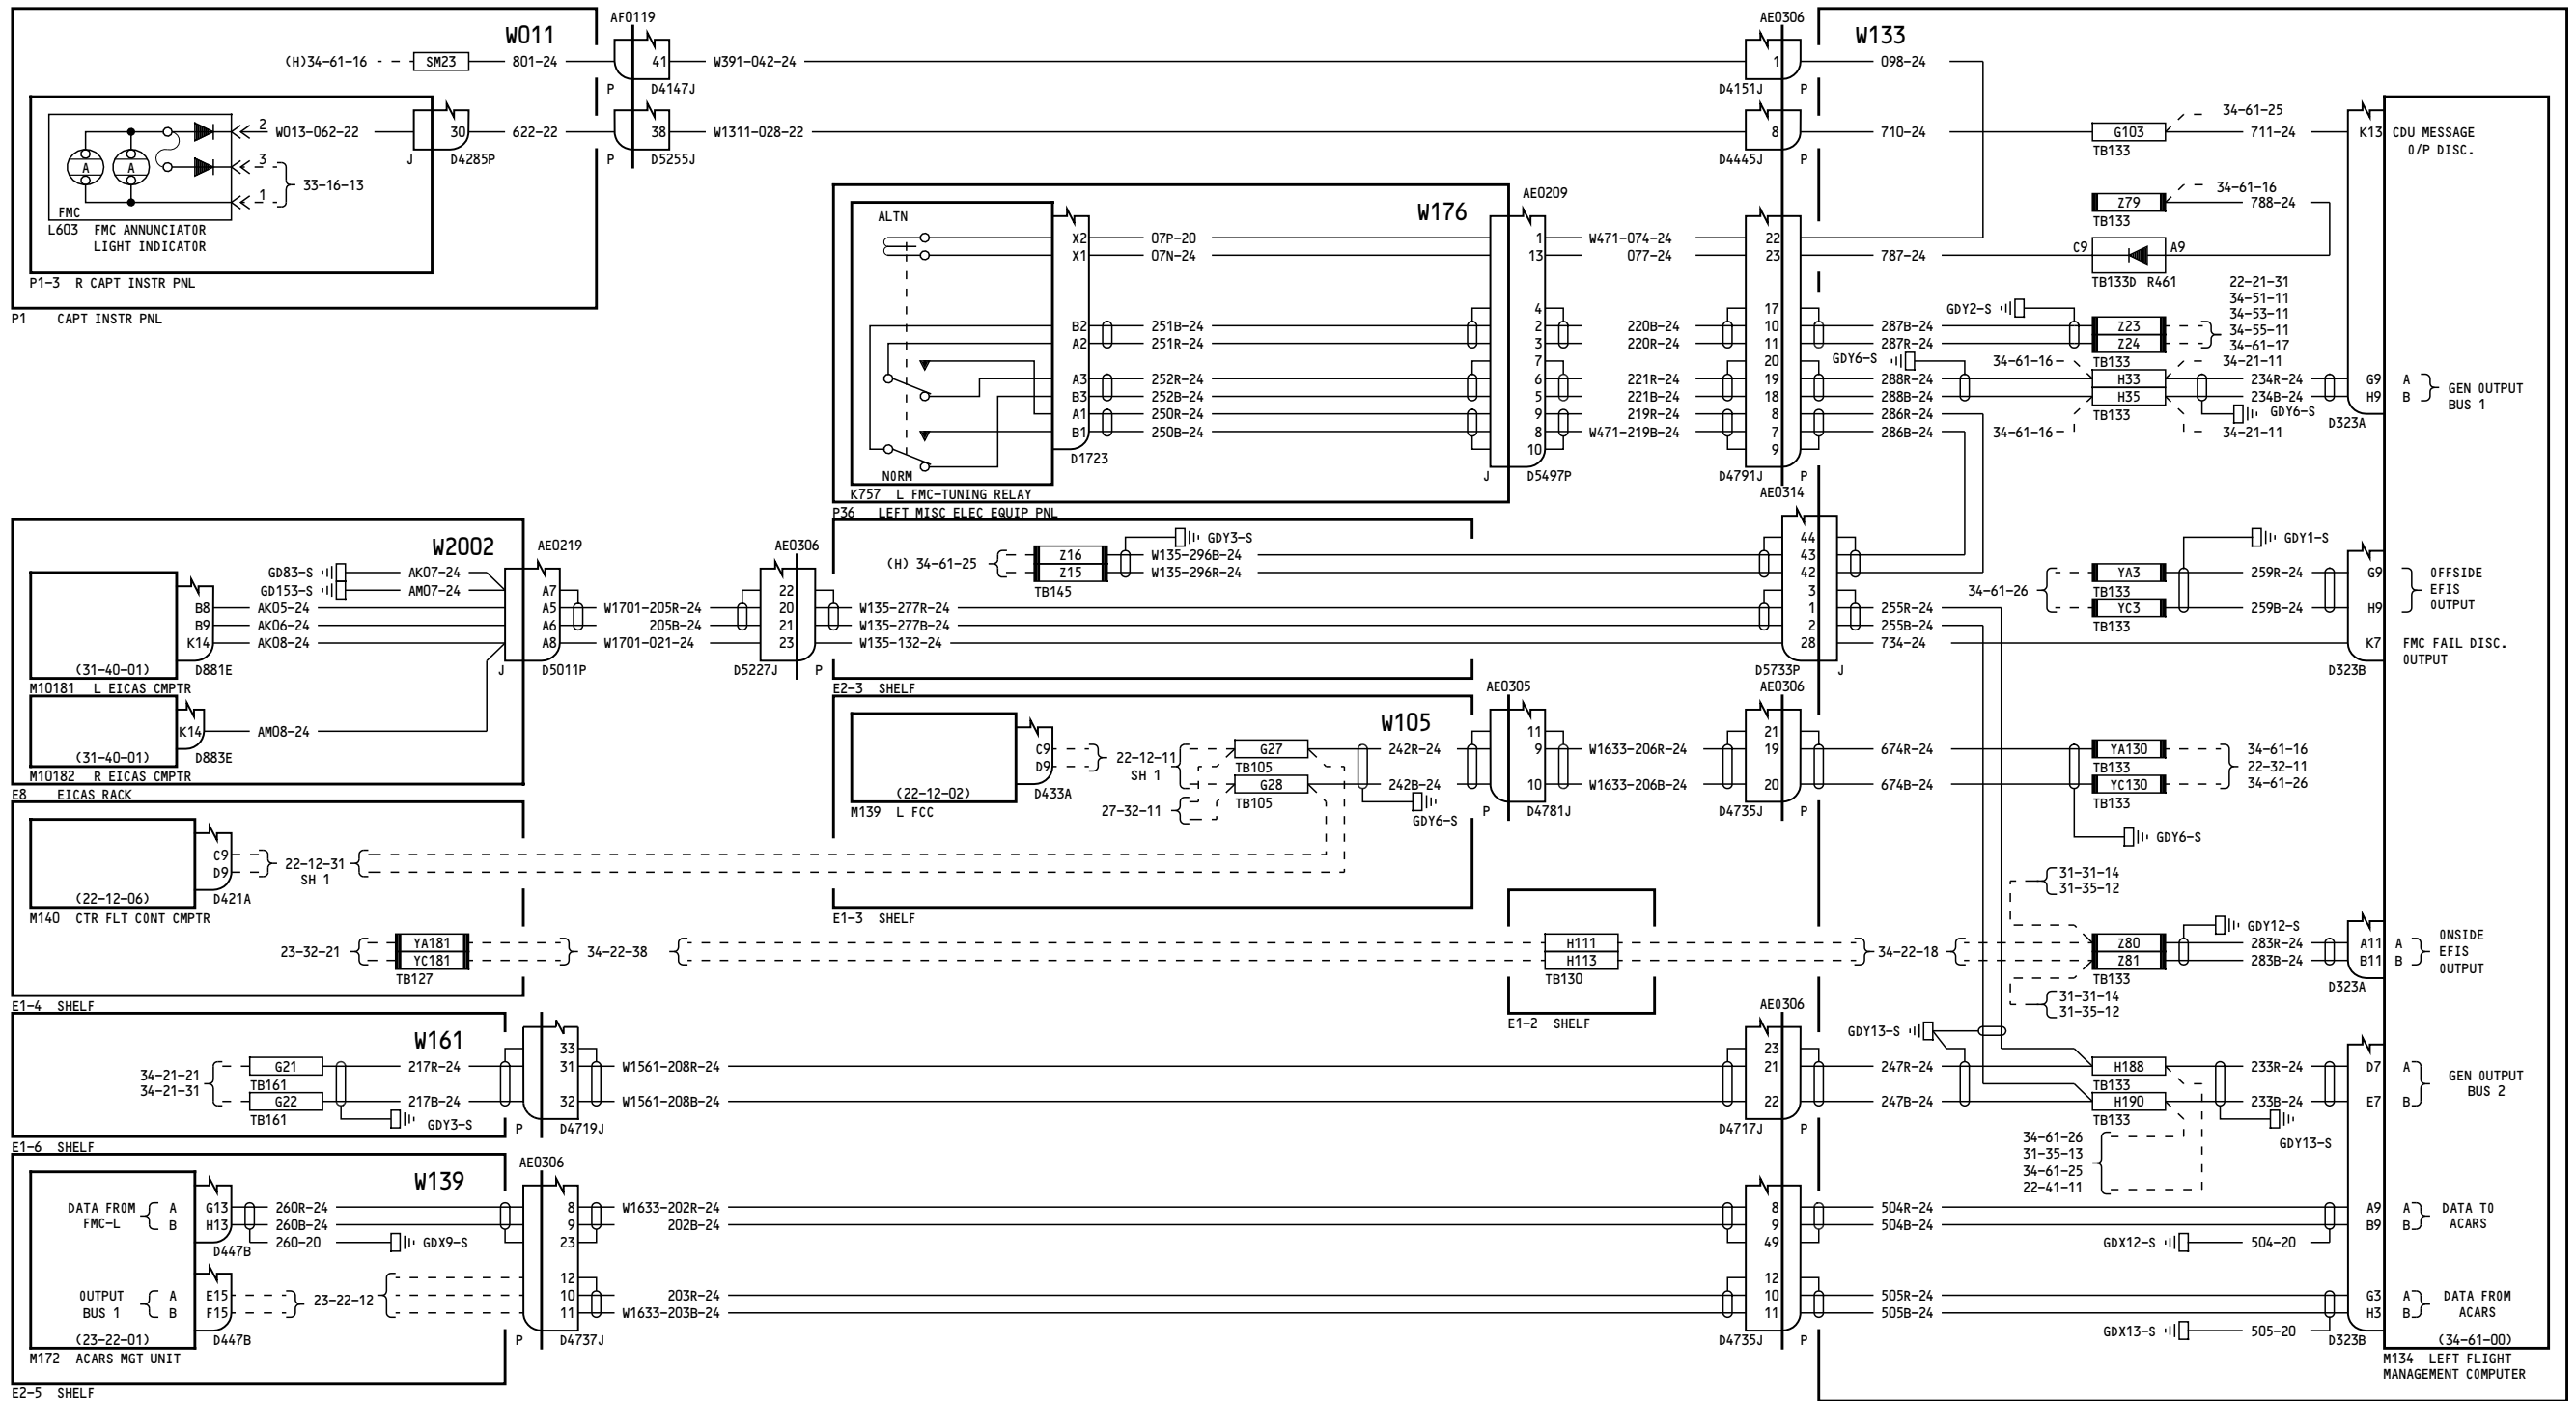 W011
AF0119
AE0306
W133
(H)34-61-16
SM23
801-24
41
W391-042-24
1
098-24
P
D4147J
D4151J
P
34-61-25
2
W013-062-22
30
622-22
38
W1311-028-22
8
710-24
G103
711-24
K13
CDU MESSAGE
O/P DISC.
J
D4285P
P
D5255J
D4445J
P
TB133
A
A
3
1
33-16-13
FMC
L603 FMC ANNUNCIATOR
LIGHT INDICATOR
P1-3 R CAPT INSTR PNL
P1 CAPT INSTR PNL
AE0209
W176
ALTN
34-61-16
Z79
788-24
TB133
X2
07P-20
1
W471-074-24
22
X1
07N-24
13
077-24
23
787-24
C9
A9
TB133D R461
22-21-31
34-51-11
34-53-11
34-55-11
34-61-17
4
17
GDY2-S
B2
251B-24
2
220B-24
10
287B-24
Z23
A2
251R-24
3
220R-24
11
287R-24
Z24
7
20
GDY6-S
34-61-16
TB133
34-21-11
A3
252R-24
6
221R-24
19
288R-24
H33
234R-24
G9
A
GEN OUTPUT
BUS 1
B3
252B-24
5
221B-24
18
288B-24
H35
234B-24
H9
B
A1
250R-24
9
219R-24
8
286R-24
TB133
GDY6-S
D323A
B1
250B-24
8
W471-219B-24
7
286B-24
34-61-16
34-21-11
10
9
D1723
NORM
J
D5497P
D4791J
P
K757 L FMC-TUNING RELAY
AE0314
P36 LEFT MISC ELEC EQUIP PNL
W2002
AE0219
AE0306
GDY3-S
44
GDY1-S
(H) 34-61-25
Z16
W135-296B-24
43
Z15
W135-296R-24
42
TB145
GD83-S
AK07-24
GD153-S
AM07-24
A7
22
3
34-61-26
YA3
259R-24
G9
OFFSIDE
EFIS
OUTPUT
TB133
B8
AK05-24
A5
W1701-205R-24
20
W135-277R-24
1
255R-24
YC3
259B-24
H9
TB133
B9
AK06-24
A6
205B-24
21
W135-277B-24
2
255B-24
K14
AK08-24
A8
W1701-021-24
23
W135-132-24
28
734-24
K7
FMC FAIL DISC.
OUTPUT
(31-40-01)
D881E
J
D5011P
D5227J
P
D5733P
J
D323B
M10181 L EICAS CMPTR
E2-3 SHELF
AE0305
AE0306
K14
AM08-24
(31-40-01)
D883E
M10182 R EICAS CMPTR
E8 EICAS RACK
W105
11
21
C9
D9
22-12-11
SH 1
G27
TB105
242R-24
9
W1633-206R-24
19
674R-24
YA130
TB133
34-61-16
22-32-11
34-61-26
G28
TB105
242B-24
10
W1633-206B-24
20
674B-24
YC130
TB133
(22-12-02)
D433A
27-32-11
GDY6-S
P
D4781J
D4735J
P
M139 L FCC
GDY6-S
C9
D9
22-12-31
SH 1
(22-12-06)
D421A
M140 CTR FLT CONT CMPTR
E1-3 SHELF
31-31-14
31-35-12
GDY12-S
23-32-21
YA181
YC181
TB127
34-22-38
H111
H113
TB130
34-22-18
Z80
283R-24
A11
A
ONSIDE
EFIS
OUTPUT
Z81
283B-24
B11
B
TB133
D323A
31-31-14
31-35-12
E1-4 SHELF
E1-2 SHELF
W161
AE0306
GDY13-S
33
23
34-21-21
34-21-31
G21
TB161
217R-24
31
W1561-208R-24
21
247R-24
H188
TB133
233R-24
D7
A
GEN OUTPUT
BUS 2
G22
TB161
217B-24
32
W1561-208B-24
22
247B-24
H190
TB133
233B-24
E7
B
GDY3-S
P
D4719J
D4717J
P
GDY13-S
E1-6 SHELF
34-61-26
31-35-13
34-61-25
22-41-11
W139
AE0306
DATA FROM
FMC-L
A
B
G13
260R-24
8
W1633-202R-24
8
504R-24
A9
A
DATA TO
ACARS
H13
260B-24
9
202B-24
9
504B-24
B9
B
260-20
GDX9-S
23
49
GDX12-S
504-20
D447B
12
12
OUTPUT
BUS 1
A
B
E15
F15
23-22-12
10
203R-24
10
505R-24
G3
A
DATA FROM
ACARS
11
W1633-203B-24
11
505B-24
H3
B
(23-22-01)
D447B
P
D4737J
D4735J
P
GDX13-S
505-20
D323B
(34-61-00)
M172 ACARS MGT UNIT
M134 LEFT FLIGHT
MANAGEMENT COMPUTER
E2-5 SHELF